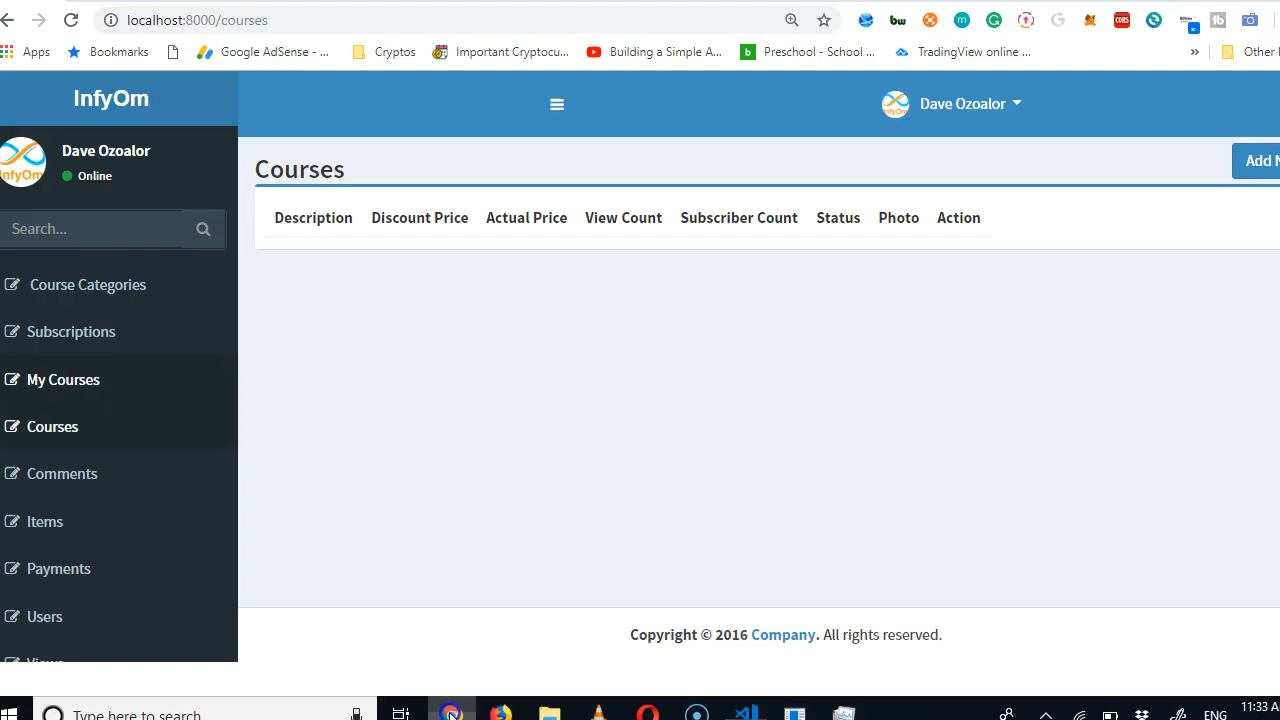 localhost:8000/courses
Apps Bookmarks Google AdSense - ... Cryptos Important Cryptocu... Building a Simple A... Preschool - School ... TradingView online ... » Other
InfyOm
Dave Ozoalor
Dave Ozoalor
Online
Courses
Add N
Search...
Description Discount Price Actual Price View Count Subscriber Count Status Photo Action
Course Categories
Subscriptions
My Courses
Courses
Comments
Items
Payments
Users
Views
Copyright © 2016 Company. All rights reserved.
Type here to search
ENG
11:33 A